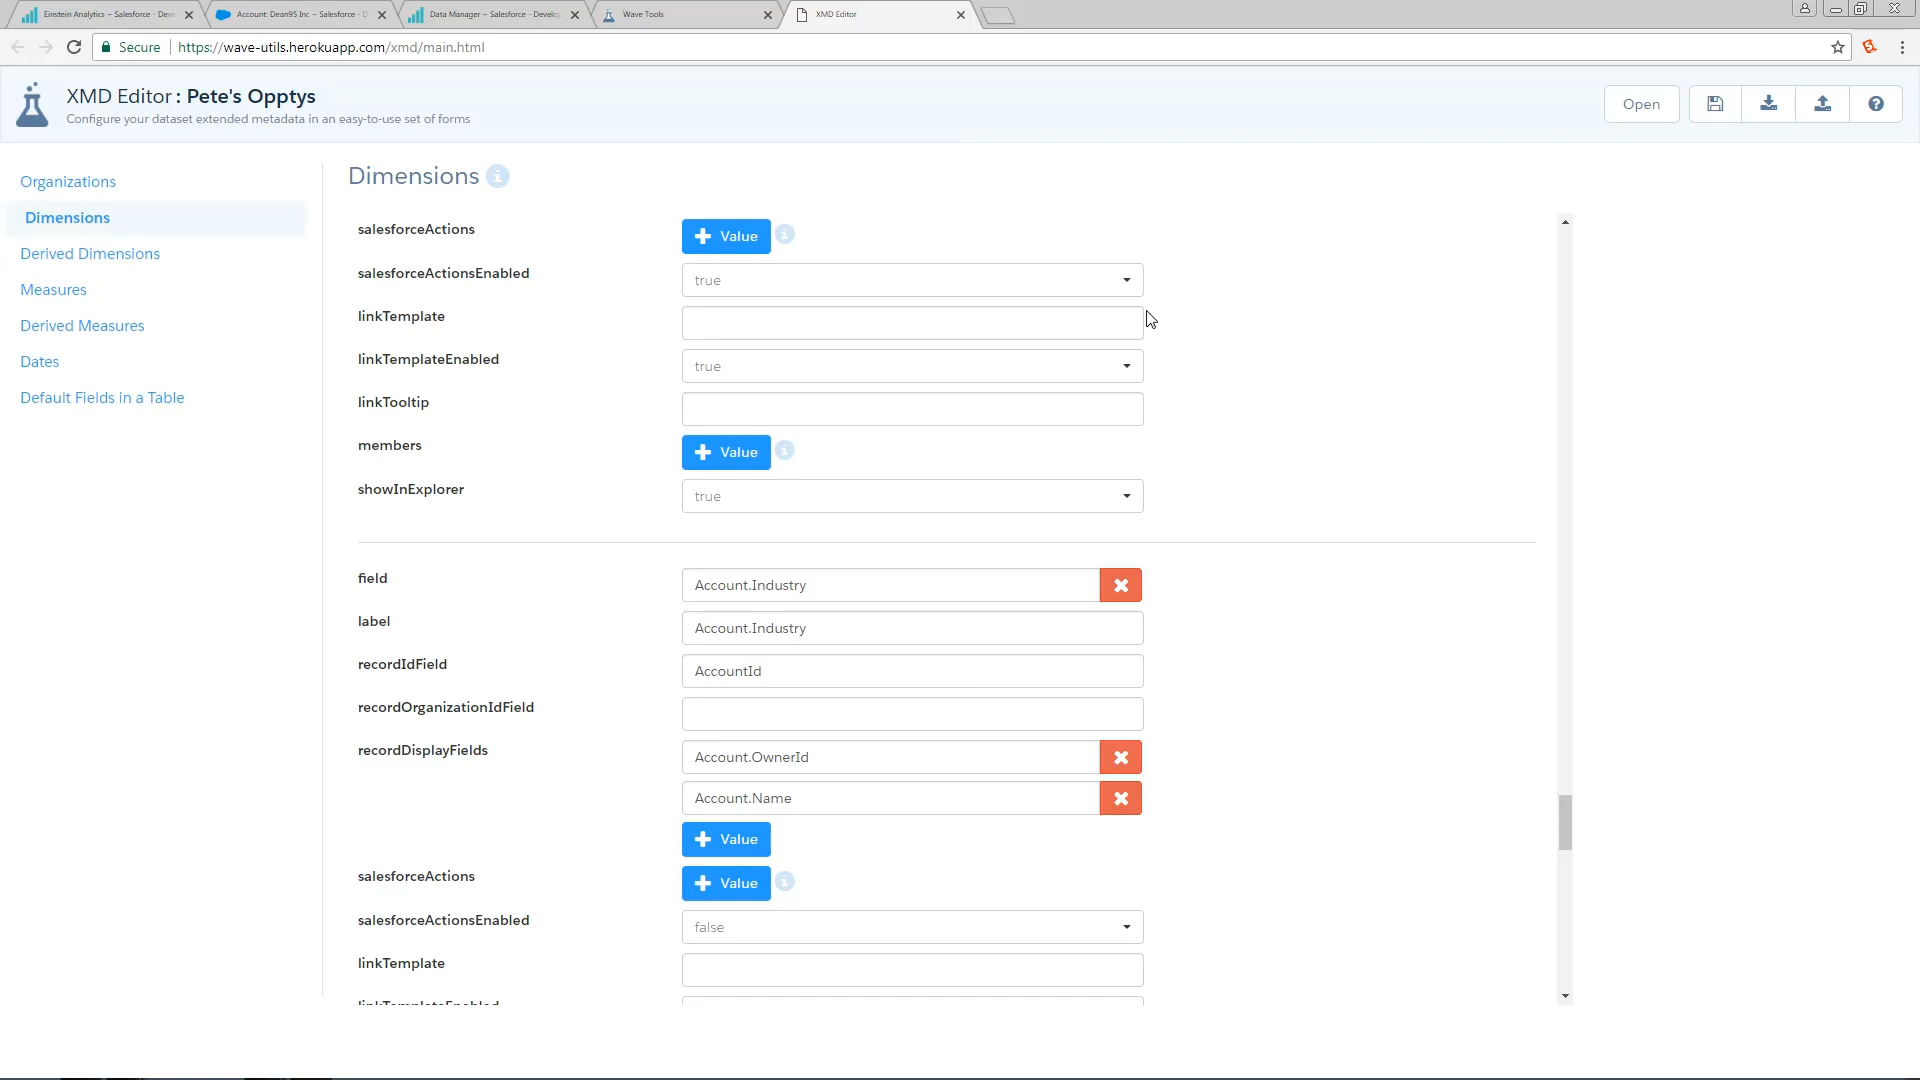 Einstein Analytics ~ Salesforce - Deve
Account: Dean95 Inc ~ Salesforce - D
Data Manager ~ Salesforce - Develop
Wave Tools
XMD Editor
Secure
https://wave-utils.herokuapp.com/xmd/main.html
XMD Editor : Pete's Opptys
Configure your dataset extended metadata in an easy-to-use set of forms
Open
Organizations
Dimensions
Derived Dimensions
Measures
Derived Measures
Dates
Default Fields in a Table
Dimensions
salesforceActions
Value
salesforceActionsEnabled
true
linkTemplate
linkTemplateEnabled
true
linkTooltip
members
Value
showInExplorer
true
field
Account.Industry
label
Account.Industry
recordIdField
AccountId
recordOrganizationIdField
recordDisplayFields
Account.OwnerId
Account.Name
Value
salesforceActions
Value
salesforceActionsEnabled
false
linkTemplate
linkTemplateEnabled